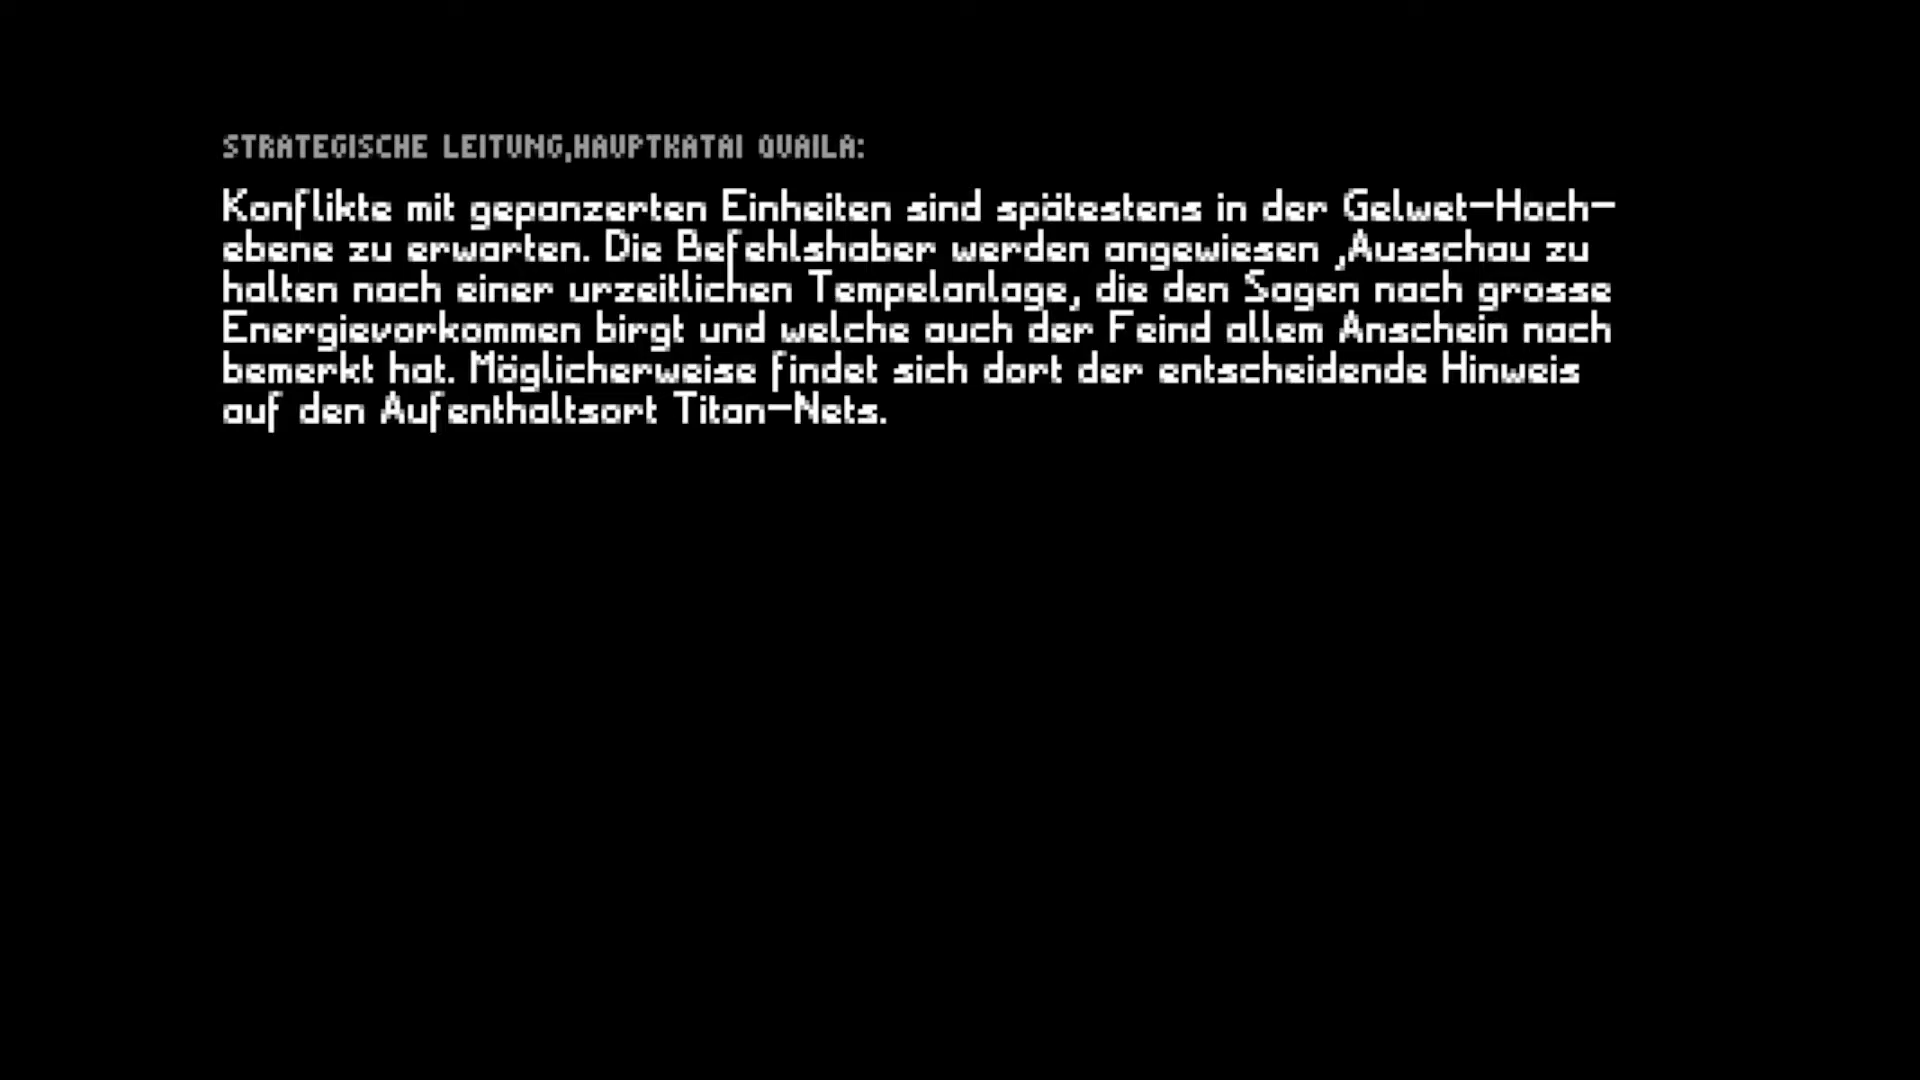 STRATEGISCHE LEITUNG,HAUPTKATAI QUAILA:
Konflikte mit gepanzerten Einheiten sind spätestens in der Gelwet-Hoch-
ebene zu erwarten. Die Befehlshaber werden angewiesen ,Ausschau zu
halten nach einer urzeitlichen Tempelanlage, die den Sagen nach grosse
Energievorkommen birgt und welche auch der Feind allem Anschein nach
bemerkt hat. Möglicherweise findet sich dort der entscheidende Hinweis
auf den Aufenthaltsort Titan-Nets.